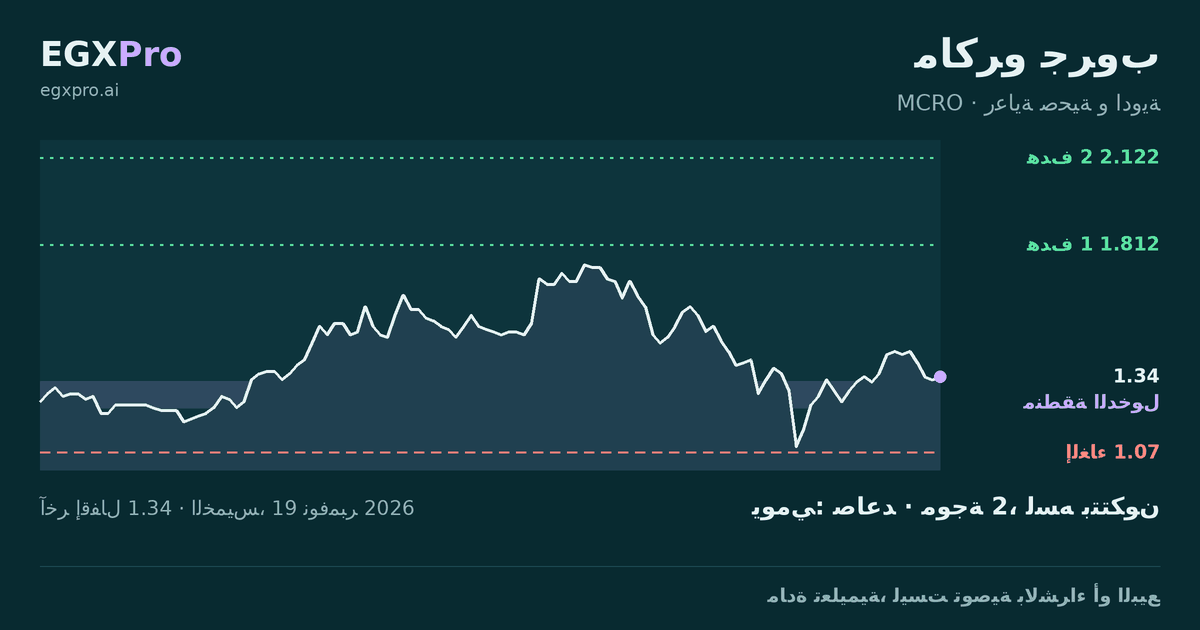 EGXPro
egxpro.ai
ماكرو جروب
MCRO · رعاية صحية و ادوية
هدف 2 2.122
هدف 1 1.812
1.34
منطقة الدخول
إلغاء 1.07
آخر إقفال 1.34 · الخميس، 19 نوفمبر 2026
يومي: صاعد · موجة 2، لسه بتتكون
مادة تعليمية، ليست توصية بالشراء أو البيع